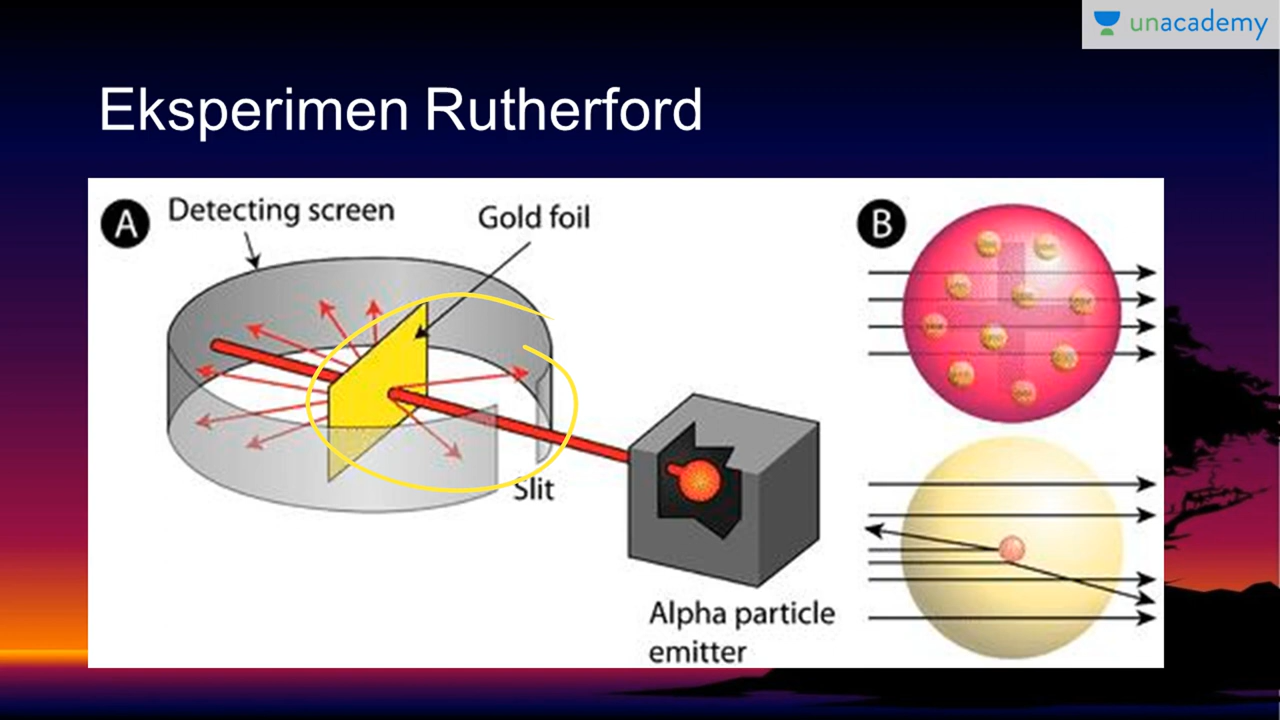 unacademy
Eksperimen Rutherford
A
Detecting screen
Gold foil
Slit
Alpha particle
emitter
B